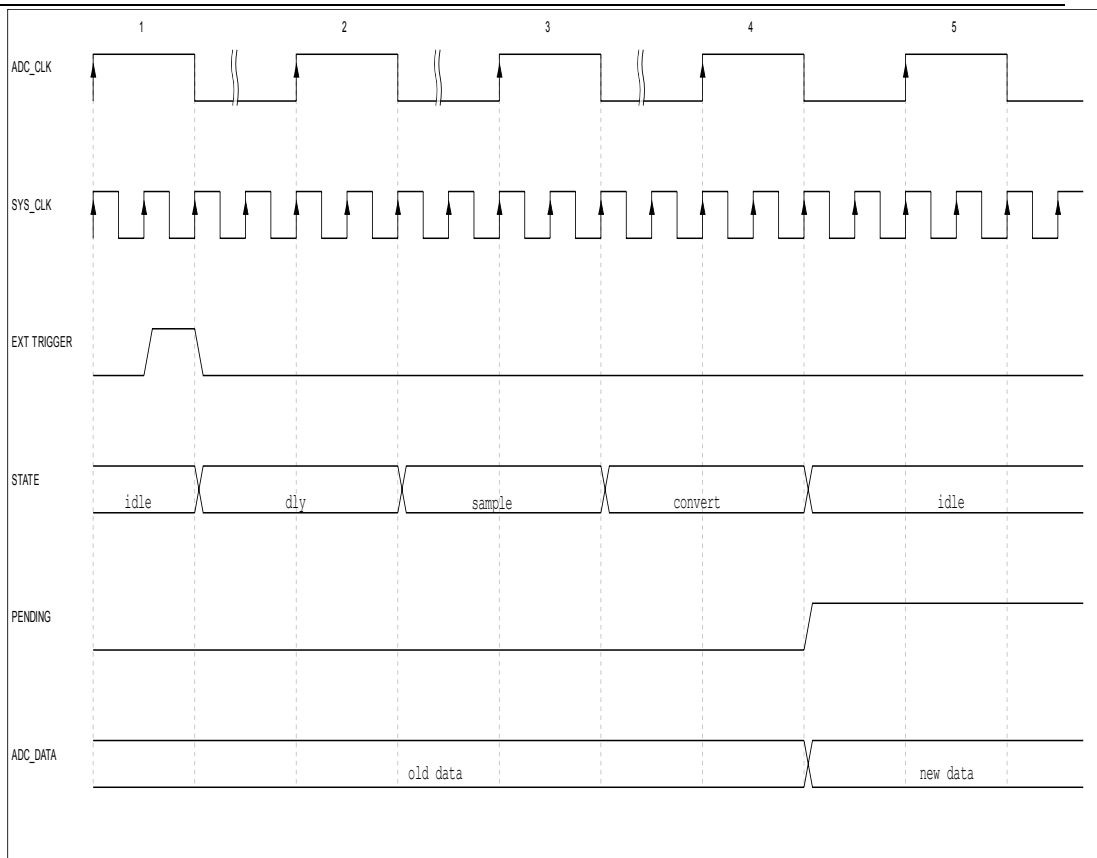 1 2 3 4 5
ADC_CLK
SYS_CLK
EXT TRIGGER
STATE
idle dly sample convert idle
PENDING
ADC_DATA
old data new data